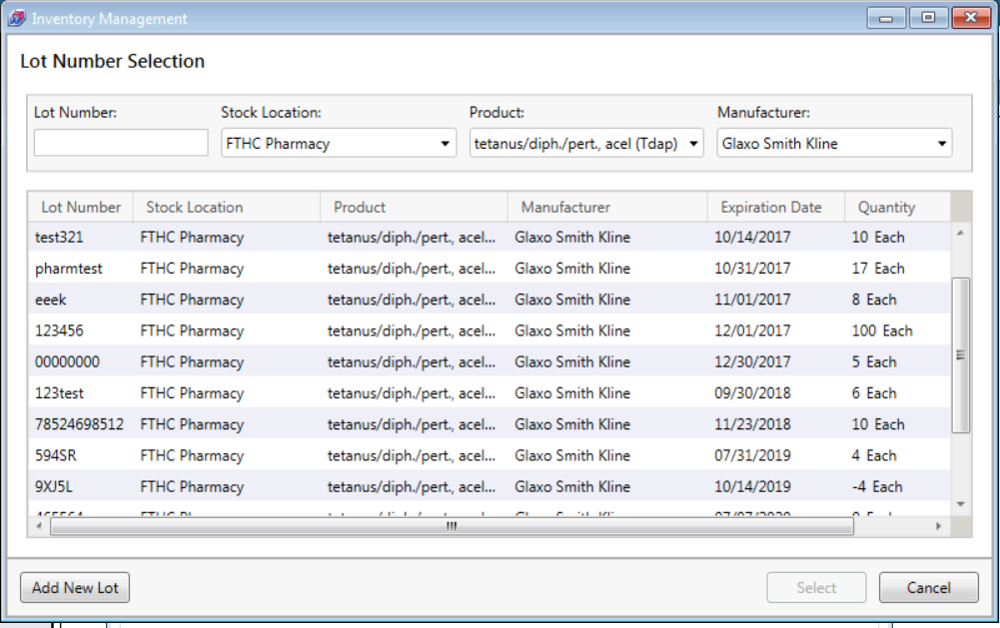 Inventory Management
Lot Number Selection
Lot Number: Stock Location: Product: Manufacturer:
FTHC Pharmacy tetanus/diph./pert., acel (Tdap) Glaxo Smith Kline
Lot Number Stock Location Product Manufacturer Expiration Date Quantity
test321 FTHC Pharmacy tetanus/diph./pert., acel... Glaxo Smith Kline 10/14/2017 10 Each
pharmtest FTHC Pharmacy tetanus/diph./pert., acel... Glaxo Smith Kline 10/31/2017 17 Each
eeek FTHC Pharmacy tetanus/diph./pert., acel... Glaxo Smith Kline 11/01/2017 8 Each
123456 FTHC Pharmacy tetanus/diph./pert., acel... Glaxo Smith Kline 12/01/2017 100 Each
00000000 FTHC Pharmacy tetanus/diph./pert., acel... Glaxo Smith Kline 12/30/2017 5 Each
123test FTHC Pharmacy tetanus/diph./pert., acel... Glaxo Smith Kline 09/30/2018 6 Each
78524698512 FTHC Pharmacy tetanus/diph./pert., acel... Glaxo Smith Kline 11/23/2018 10 Each
594SR FTHC Pharmacy tetanus/diph./pert., acel... Glaxo Smith Kline 07/31/2019 4 Each
9XJ5L FTHC Pharmacy tetanus/diph./pert., acel... Glaxo Smith Kline 10/14/2019 -4 Each
Add New Lot Select Cancel